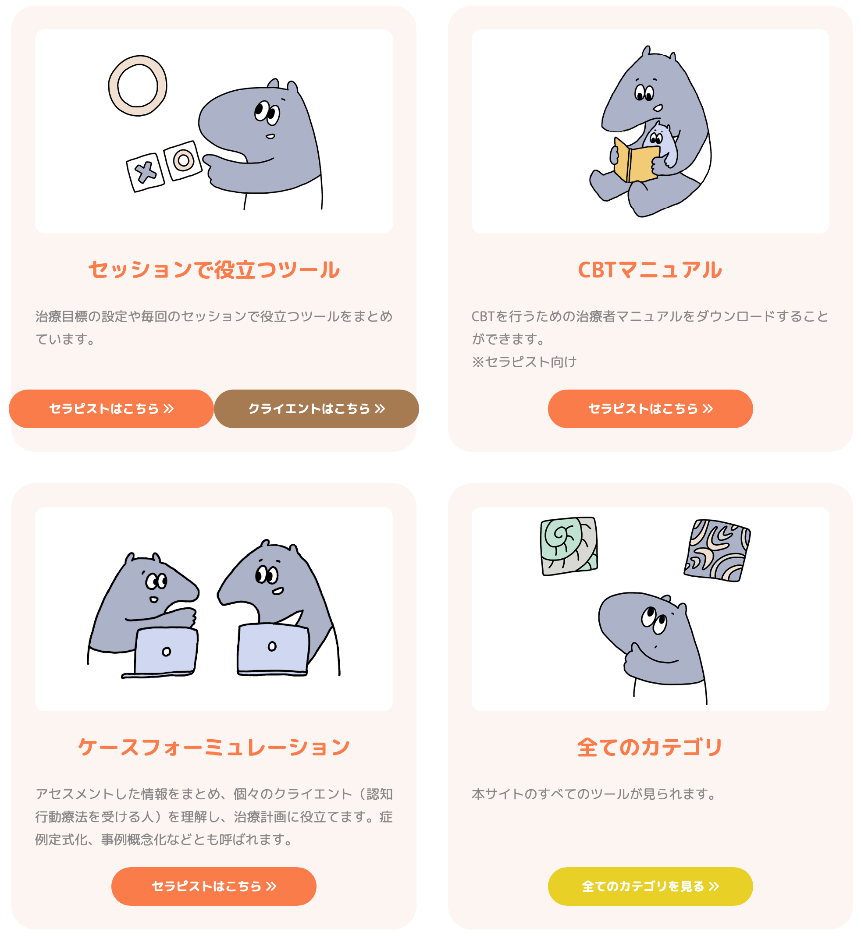 セッションで役立つツール
治療目標の設定や毎回のセッションで役立つツールをまとめ
ています。
セラピストはこちら
クライエントはこちら
CBTマニュアル
CBTを行うための治療者マニュアルをダウンロードすること
ができます。
※セラピスト向け
セラピストはこちら
ケースフォーミュレーション
アセスメントした情報をまとめ、個々のクライエント（認知
行動療法を受ける人）を理解し、治療計画に役立てます。症
例定式化、事例概念化などとも呼ばれます。
セラピストはこちら
全てのカテゴリ
本サイトのすべてのツールが見られます。
全てのカテゴリを見る